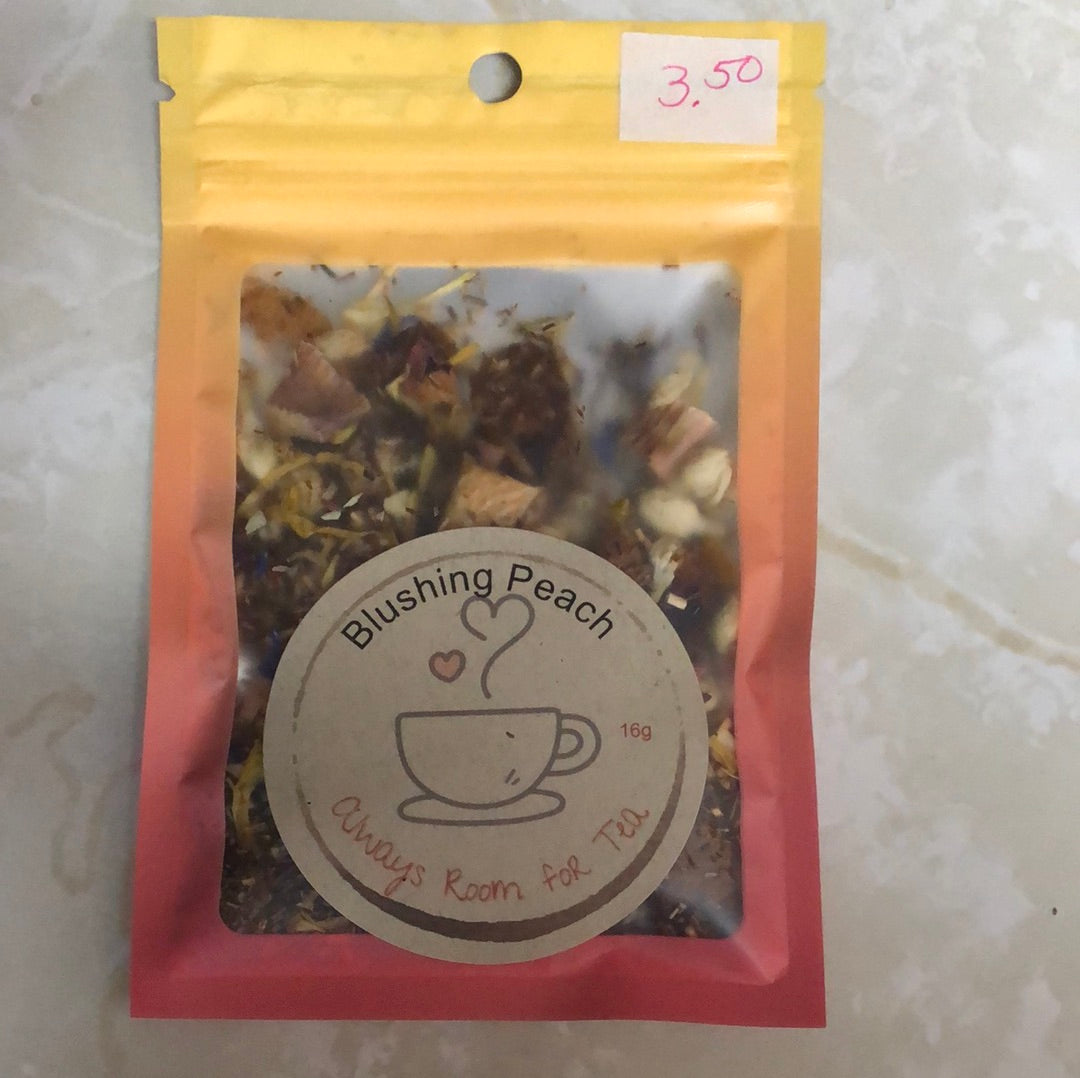 3.50
Blushing Peach
16g
Always Room for Tea